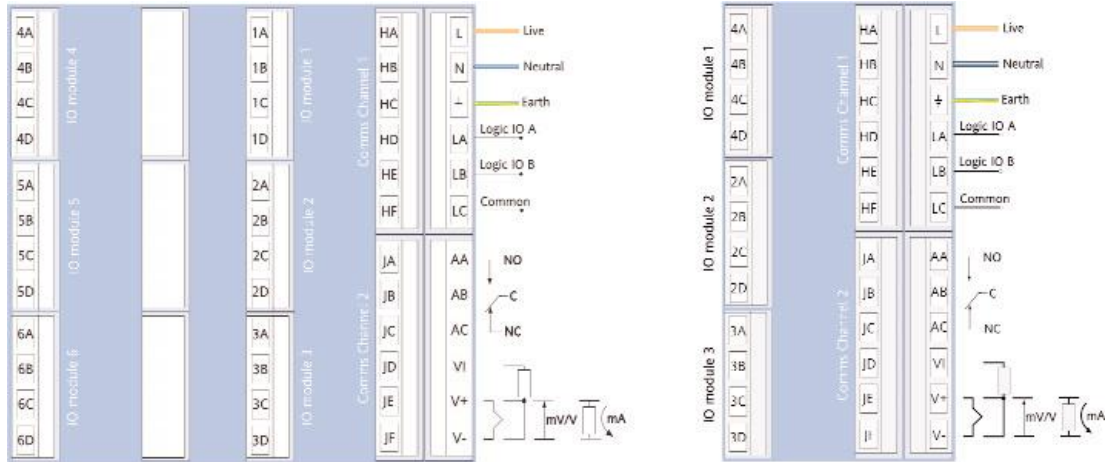 4A
4B
4C
4D
IO module 4
5A
5B
5C
5D
IO module 5
6A
6B
6C
6D
IO module 6
1A
1B
1C
1D
IO module 1
2A
2B
2C
2D
IO module 2
3A
3B
3C
3D
IO module 3
Comms Channel 1
HA
HB
HC
HD
HE
HF
Comms Channel 2
JA
JB
JC
JD
JE
JF
L Live
N Neutral
Earth
LA Logic IO A
LB Logic IO B
LC Common
AA NO
AB C
AC NC
VI
V+
V-
mV/V
mA
IO module 1
4A
4B
4C
4D
IO module 2
2A
2B
2C
2D
IO module 3
3A
3B
3C
3D
Comms Channel 1
HA
HB
HC
HD
HE
HF
Comms Channel 2
JA
JB
JC
JD
JE
L Live
N Neutral
Earth
LA Logic IO A
LB Logic IO B
LC Common
AA NO
AB C
AC NC
VI
V+
V-
mV/V
mA